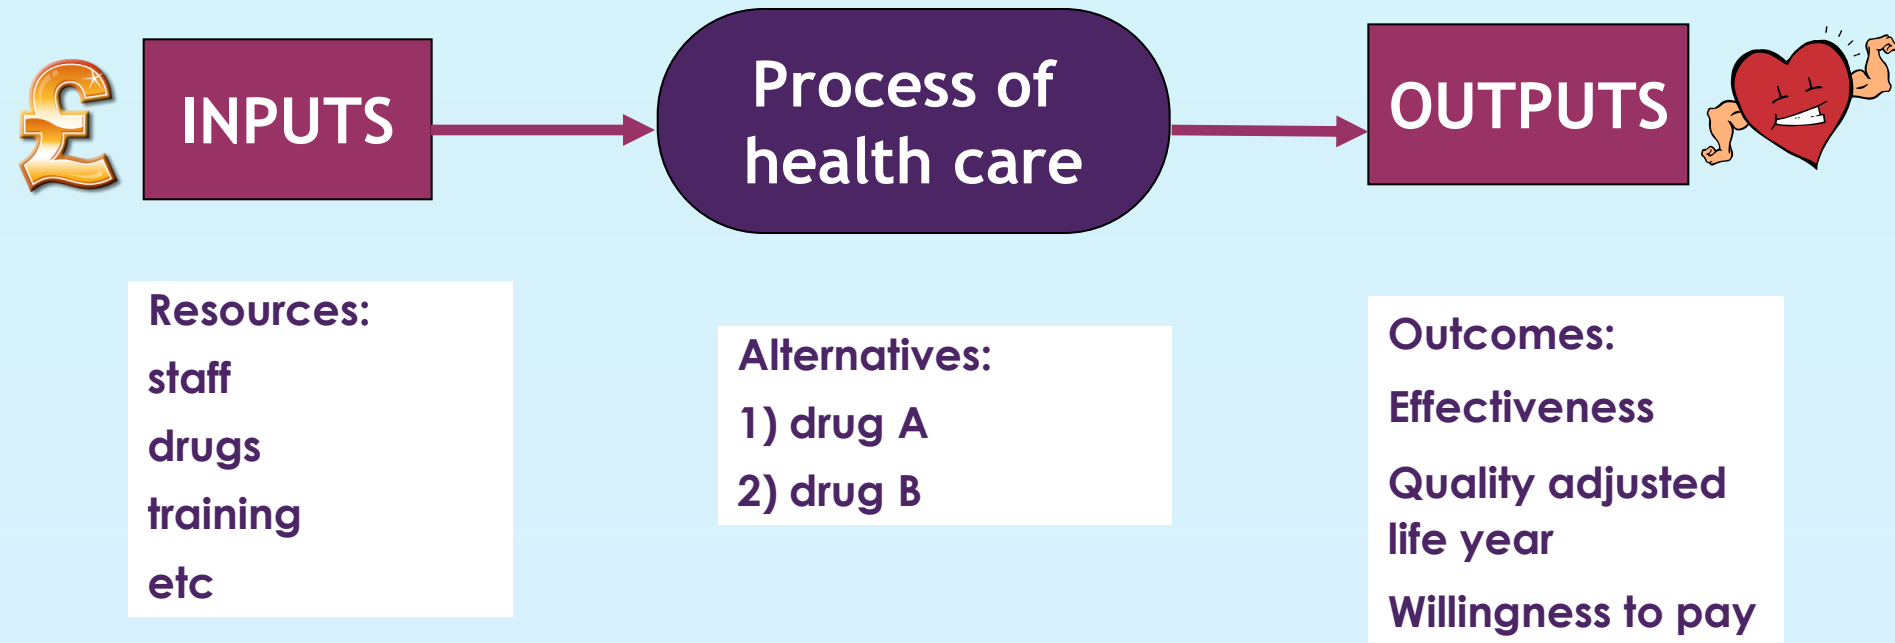 £
INPUTS
Process of
health care
OUTPUTS
Resources:
staff
drugs
training
etc
Alternatives:
1) drug A
2) drug B
Outcomes:
Effectiveness
Quality adjusted
life year
Willingness to pay